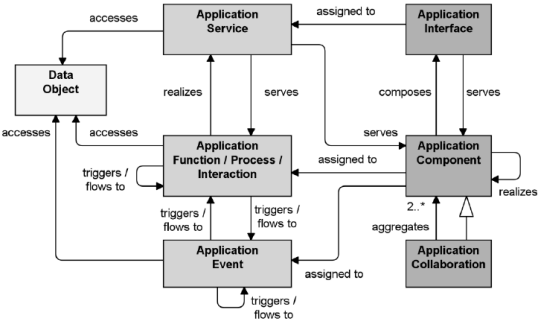 accesses
Application
Service
assigned to
Application
Interface
Data
Object
realizes
serves
composes
serves
accesses
accesses
Application
Function / Process /
Interaction
serves
assigned to
Application
Component
triggers /
flows to
realizes
triggers /
flows to
triggers /
flows to
2..*
aggregates
Application
Event
assigned to
Application
Collaboration
triggers /
flows to